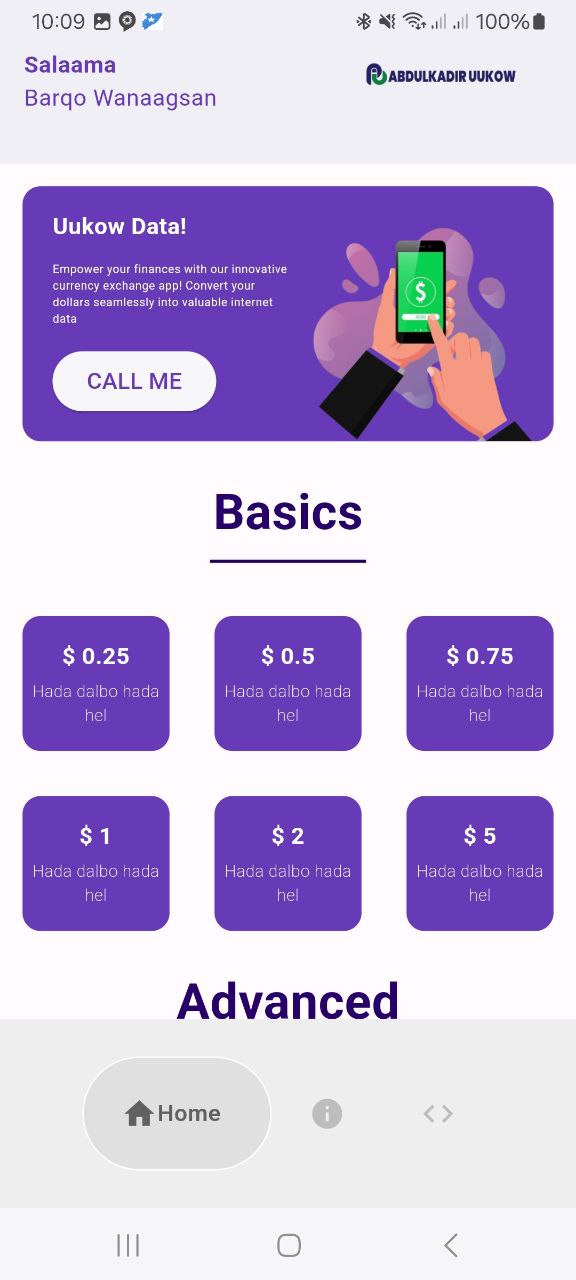 10:09 100%
Salaama
Barqo Wanaagsan
ABDULKADIR UUKOW
Uukow Data!
Empower your finances with our innovative
currency exchange app! Convert your
dollars seamlessly into valuable internet
data
$
CALL ME
Basics
$ 0.25
Hada dalbo hada
hel
$ 0.5
Hada dalbo hada
hel
$ 0.75
Hada dalbo hada
hel
$ 1
Hada dalbo hada
hel
$ 2
Hada dalbo hada
hel
$ 5
Hada dalbo hada
hel
Advanced
Home